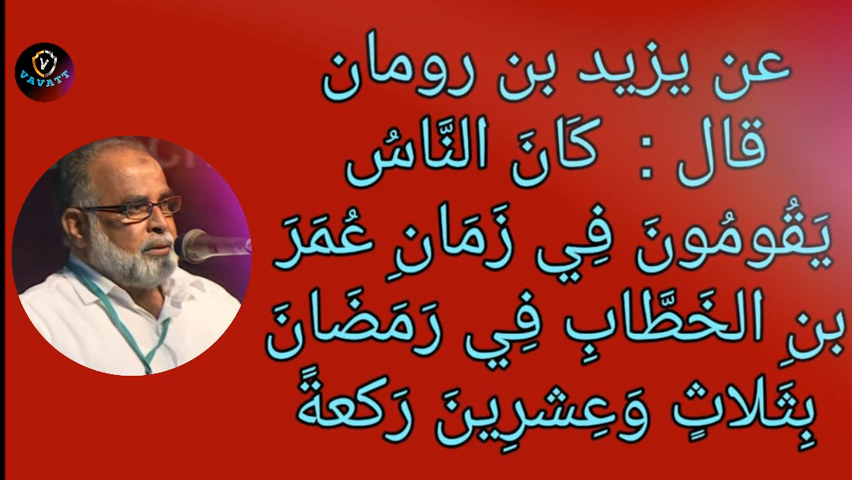 VAVATT
عن يزيد بن رومان
قال : كَانَ النَّاسُ
يَقُومُونَ فِي زَمَانِ عُمَرَ
بنِ الخَطَّابِ فِي رَمَضَانَ
بِثَلاثٍ وَعِشرِينَ رَكعةً